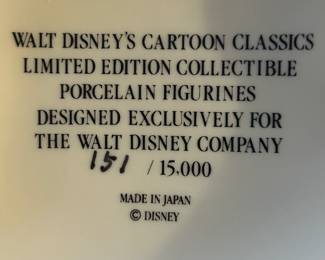 WALT DISNEY'S CARTOON CLASSICS
LIMITED EDITION COLLECTIBLE
PORCELAIN FIGURINES
DESIGNED EXCLUSIVELY FOR
THE WALT DISNEY COMPANY
151 / 15,000
MADE IN JAPAN
© DISNEY